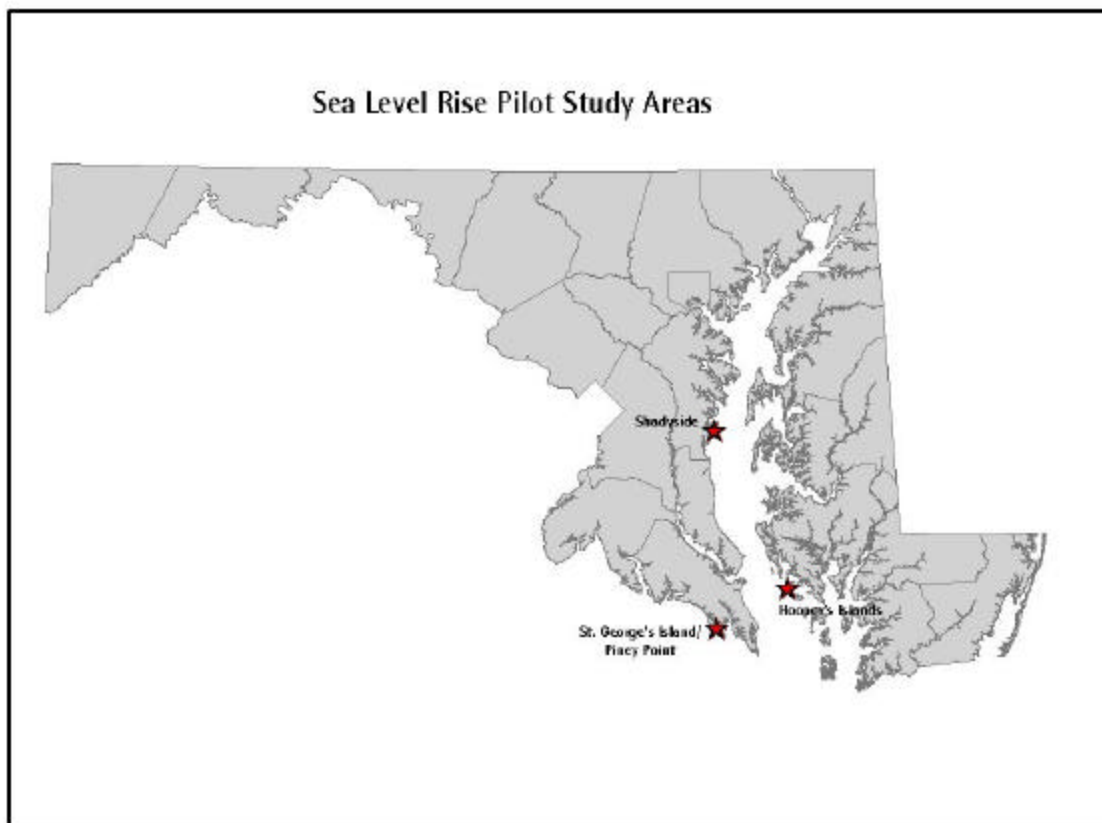 Sea Level Rise Pilot Study Areas
Shadyside
Hooper's Islands
St. George's Island/
Piney Point